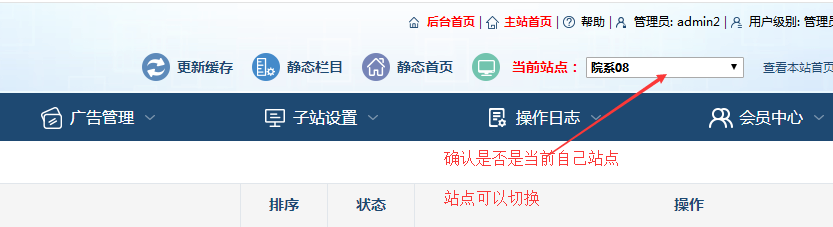 后台首页 | 主站首页 | 帮助 | 管理员: admin2 | 用户级别: 管理
更新缓存 静态栏目 静态首页 当前站点： 院系08 查看本站首页
广告管理 子站设置 操作日志 会员中心
确认是否是当前自己站点
站点可以切换
排序 状态 操作